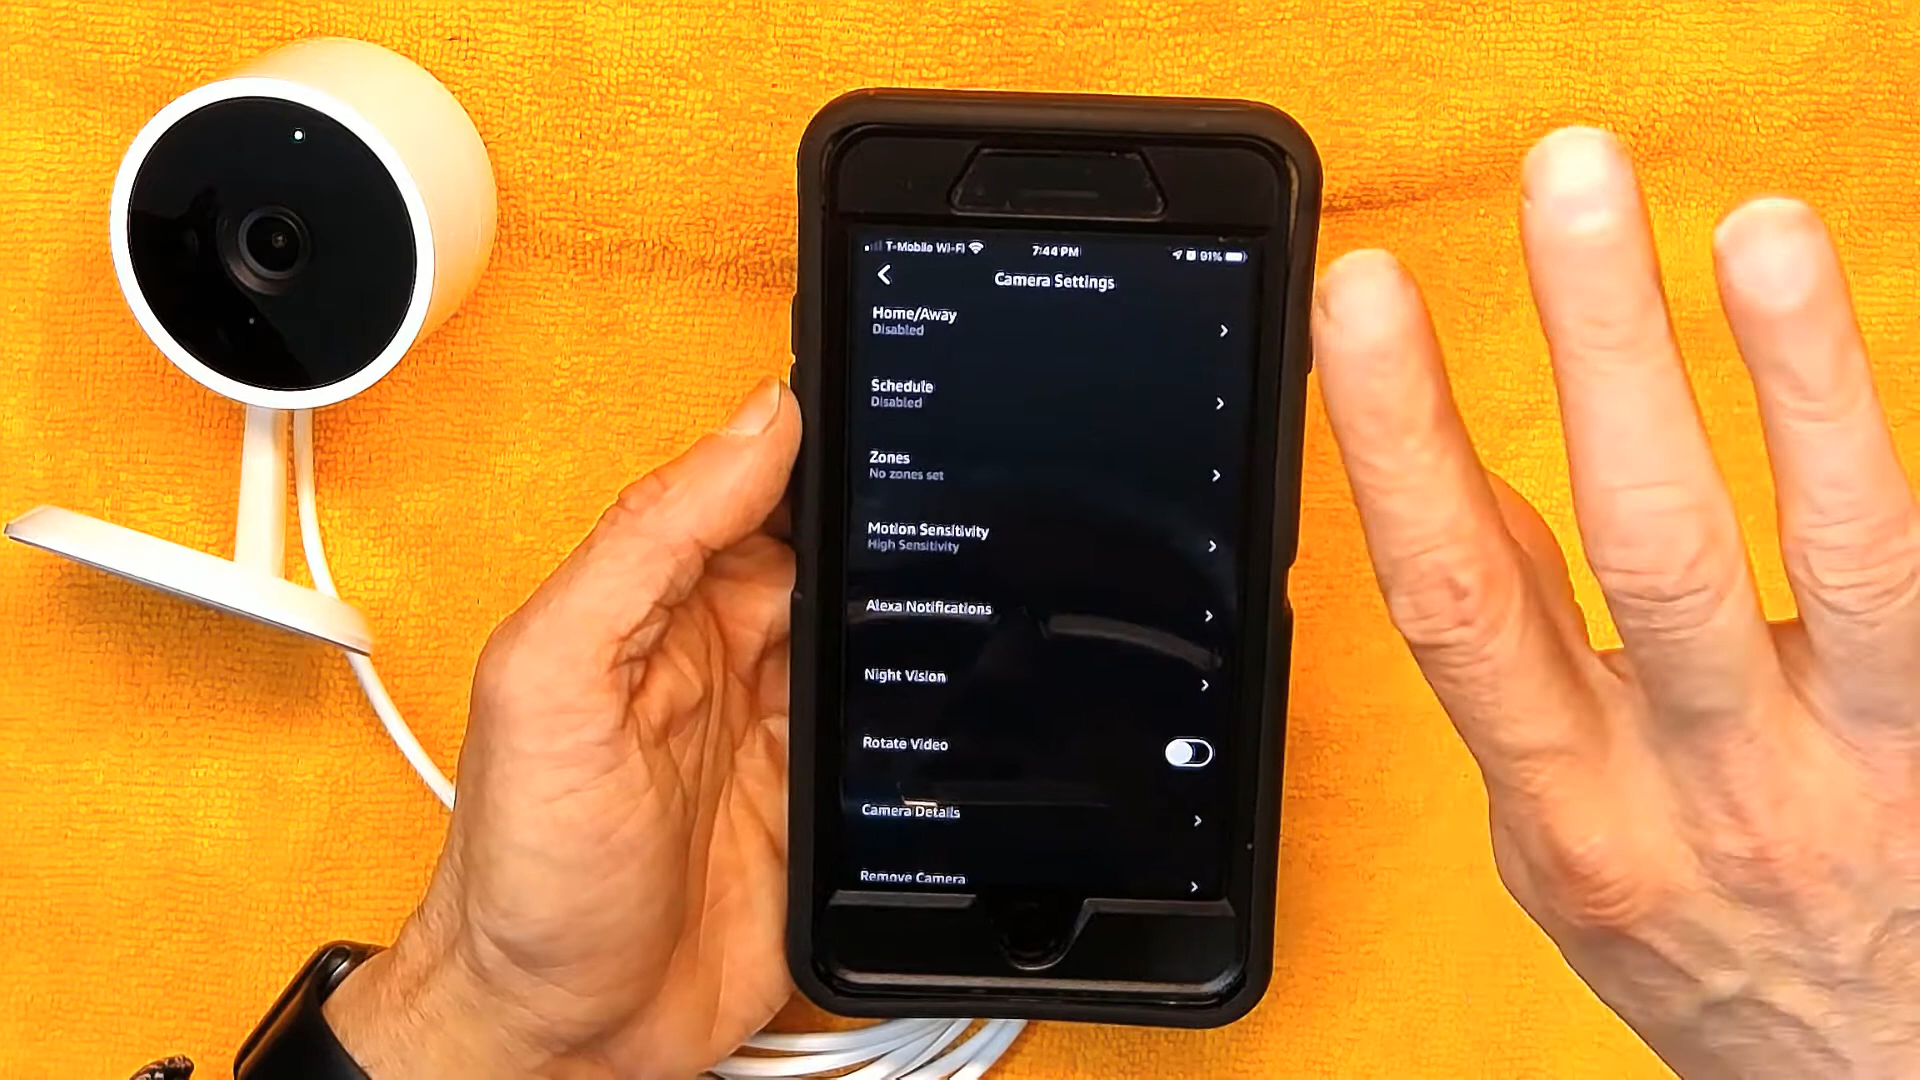 T-Mobile Wi-Fi 7:44 PM 91%
Camera Settings
Home/Away
Disabled
Schedule
Disabled
Zones
No zones set
Motion Sensitivity
High Sensitivity
Alexa Notifications
Night Vision
Rotate Video
Camera Details
Remove Camera